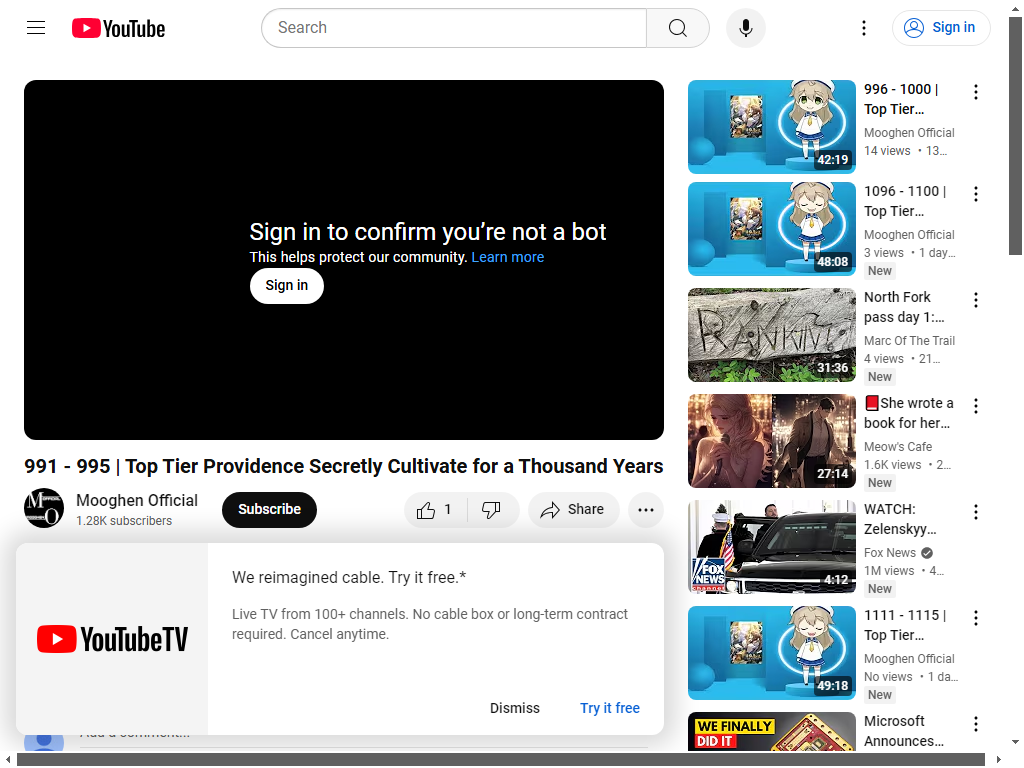 YouTube
Search
Sign in
Sign in to confirm you’re not a bot
This helps protect our community. Learn more
Sign in
991 - 995 | Top Tier Providence Secretly Cultivate for a Thousand Years
Mooghen Official
1.28K subscribers
Subscribe
1
Share
YouTubeTV
We reimagined cable. Try it free.*
Live TV from 100+ channels. No cable box or long-term contract
required. Cancel anytime.
Dismiss
Try it free
Add a comment...
42:19
996 - 1000 |
Top Tier…
Mooghen Official
14 views • 13…
48:08
1096 - 1100 |
Top Tier…
Mooghen Official
3 views • 1 day…
New
RANKIN
31:36
North Fork
pass day 1:…
Marc Of The Trail
4 views • 21…
New
27:14
📕She wrote a
book for her…
Meow's Cafe
1.6K views • 2…
New
FOX
NEWS
channel
4:12
WATCH:
Zelenskyy…
Fox News
1M views • 4…
New
49:18
1111 - 1115 |
Top Tier…
Mooghen Official
No views • 1 da…
New
WE FINALLY
DID IT
Microsoft
Announces…